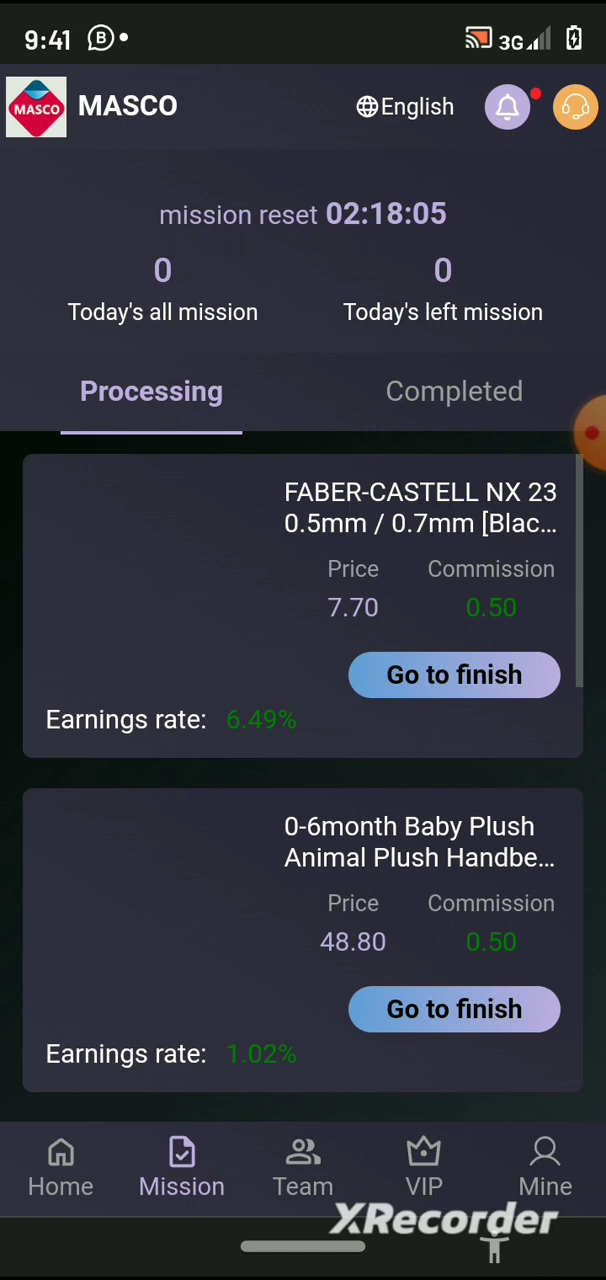 9:41 B 3G
MASCO MASCO English
mission reset 02:18:05
0 0
Today's all mission Today's left mission
Processing Completed
FABER-CASTELL NX 23
0.5mm / 0.7mm [Blac...
Price Commission
7.70 0.50
Go to finish
Earnings rate: 6.49%
0-6month Baby Plush
Animal Plush Handbe...
Price Commission
48.80 0.50
Go to finish
Earnings rate: 1.02%
Home Mission Team VIP Mine
XRecorder